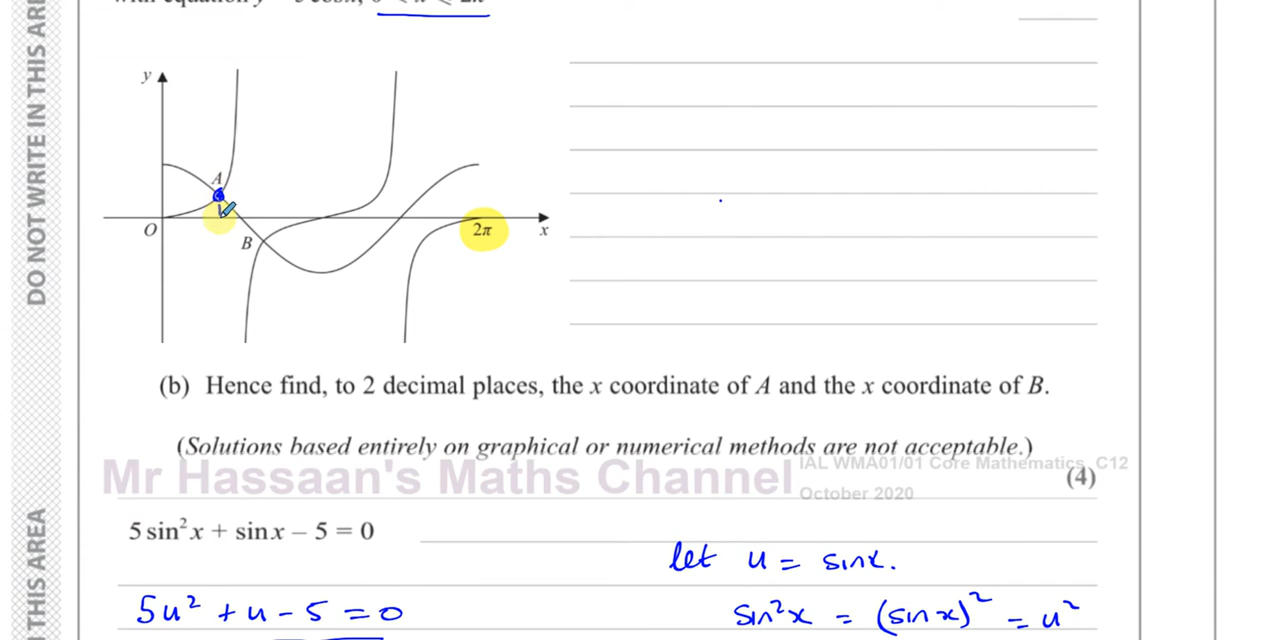 DO NOT WRITE IN THIS AREA
y
A
O
B
2π
x
(b) Hence find, to 2 decimal places, the x coordinate of A and the x coordinate of B.
(Solutions based entirely on graphical or numerical methods are not acceptable.)
Mr Hassaan's Maths Channel
IAL WMA01/01 Core Mathematics C12
October 2020
(4)
5 sin²x + sin x − 5 = 0
let u = sinx.
5u² + u − 5 = 0
sin²x = (sinx)² = u²
THIS AREA